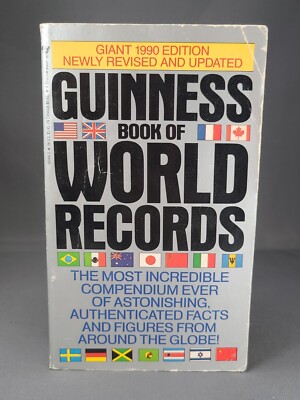 GIANT 1990 EDITION
NEWLY REVISED AND UPDATED
GUINNESS
BOOK OF
WORLD
RECORDS
THE MOST INCREDIBLE
COMPENDIUM EVER
OF ASTONISHING,
AUTHENTICATED FACTS
AND FIGURES FROM
AROUND THE GLOBE!